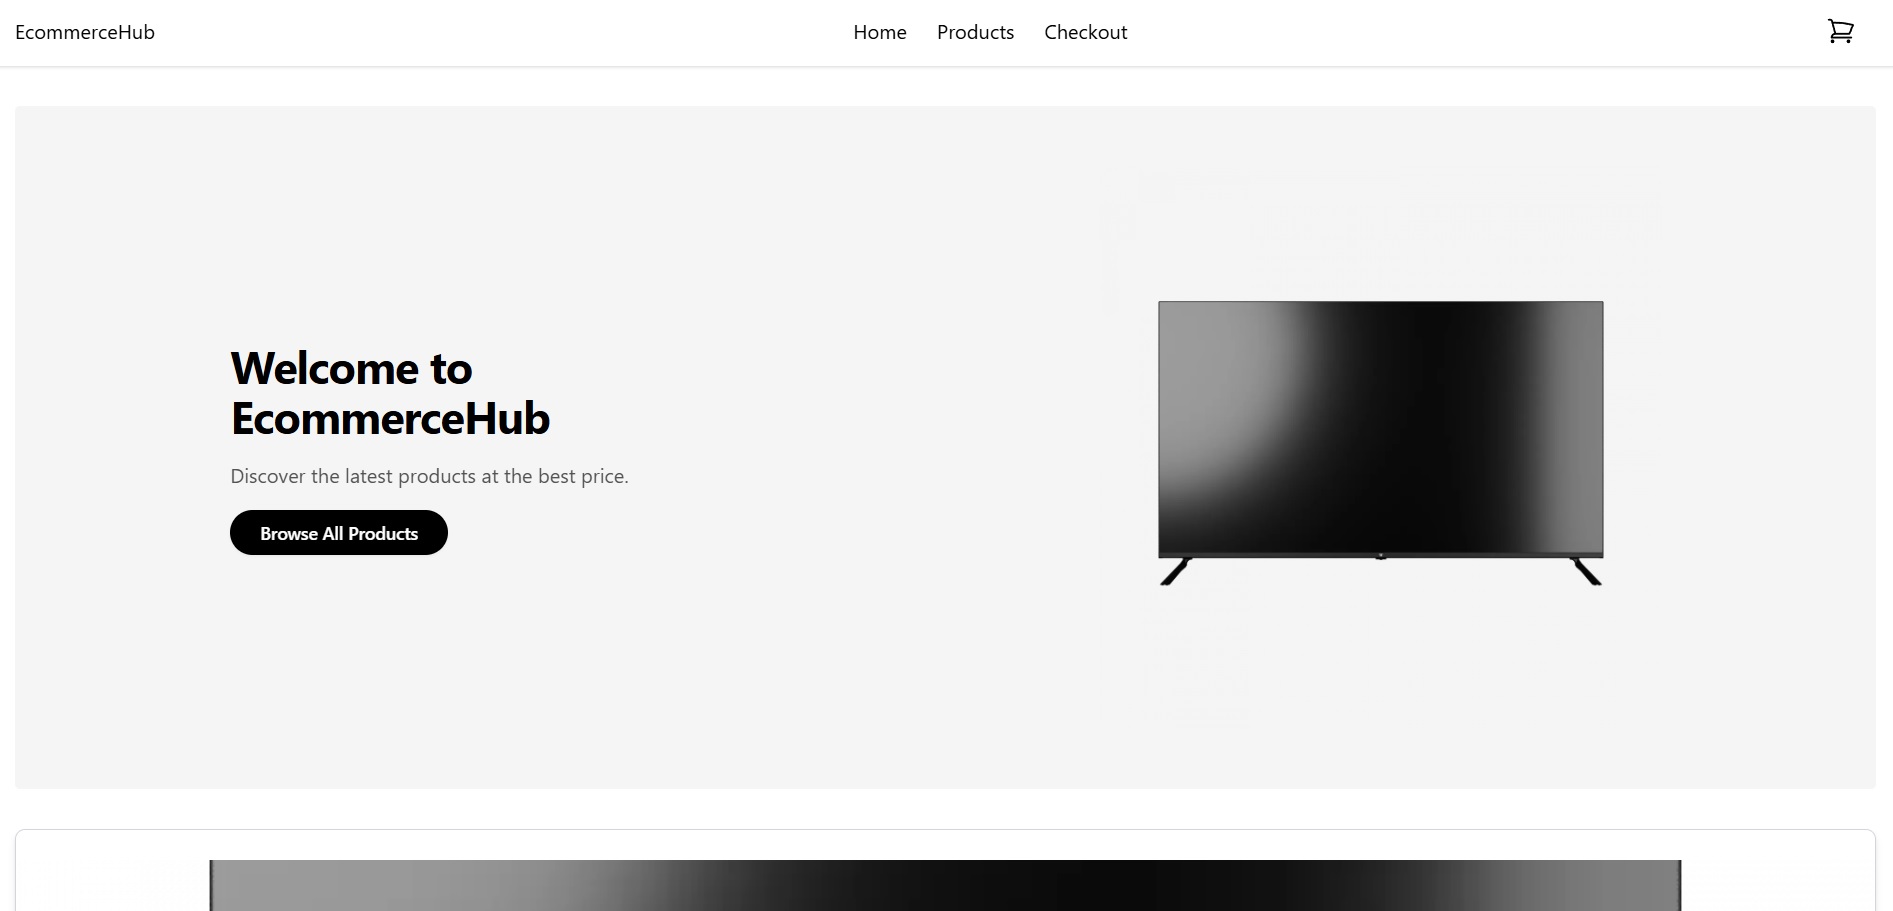 EcommerceHub
Home Products Checkout
Welcome to
EcommerceHub
Discover the latest products at the best price.
Browse All Products